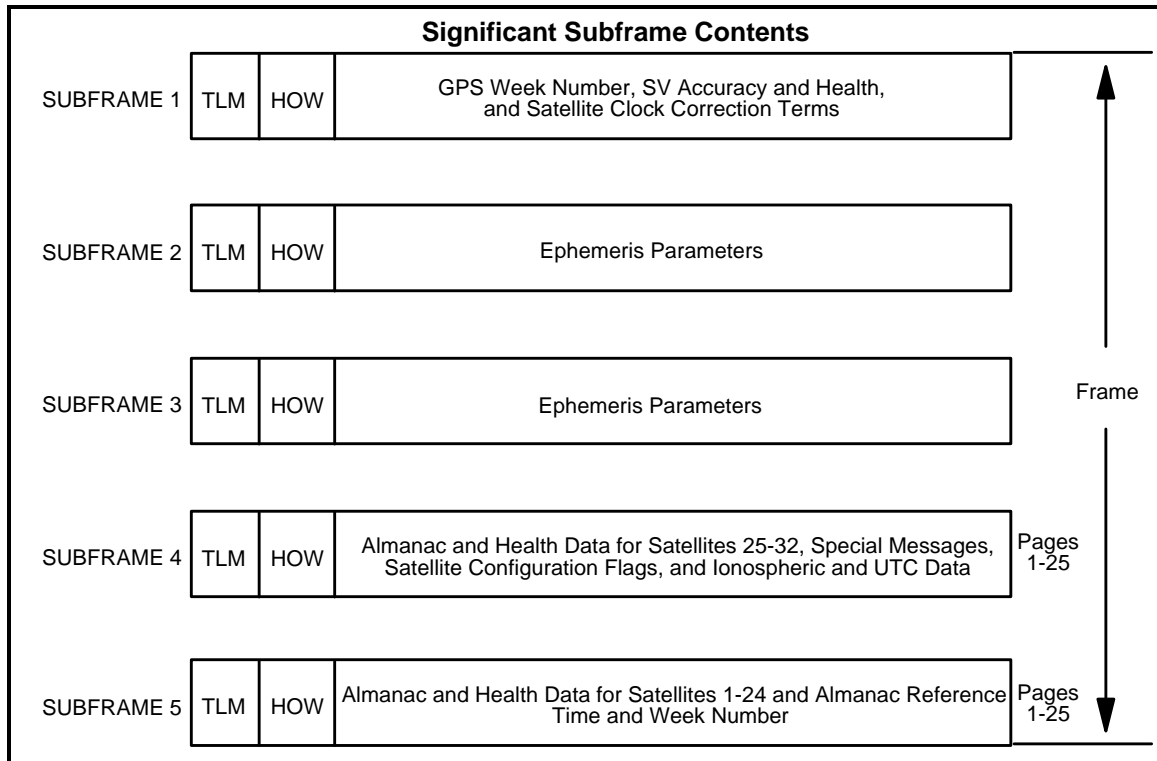 Significant Subframe Contents
SUBFRAME 1 TLM HOW GPS Week Number, SV Accuracy and Health,
and Satellite Clock Correction Terms
SUBFRAME 2 TLM HOW Ephemeris Parameters
SUBFRAME 3 TLM HOW Ephemeris Parameters
Frame
SUBFRAME 4 TLM HOW Almanac and Health Data for Satellites 25-32, Special Messages,
Satellite Configuration Flags, and Ionospheric and UTC Data
Pages
1-25
SUBFRAME 5 TLM HOW Almanac and Health Data for Satellites 1-24 and Almanac Reference
Time and Week Number
Pages
1-25